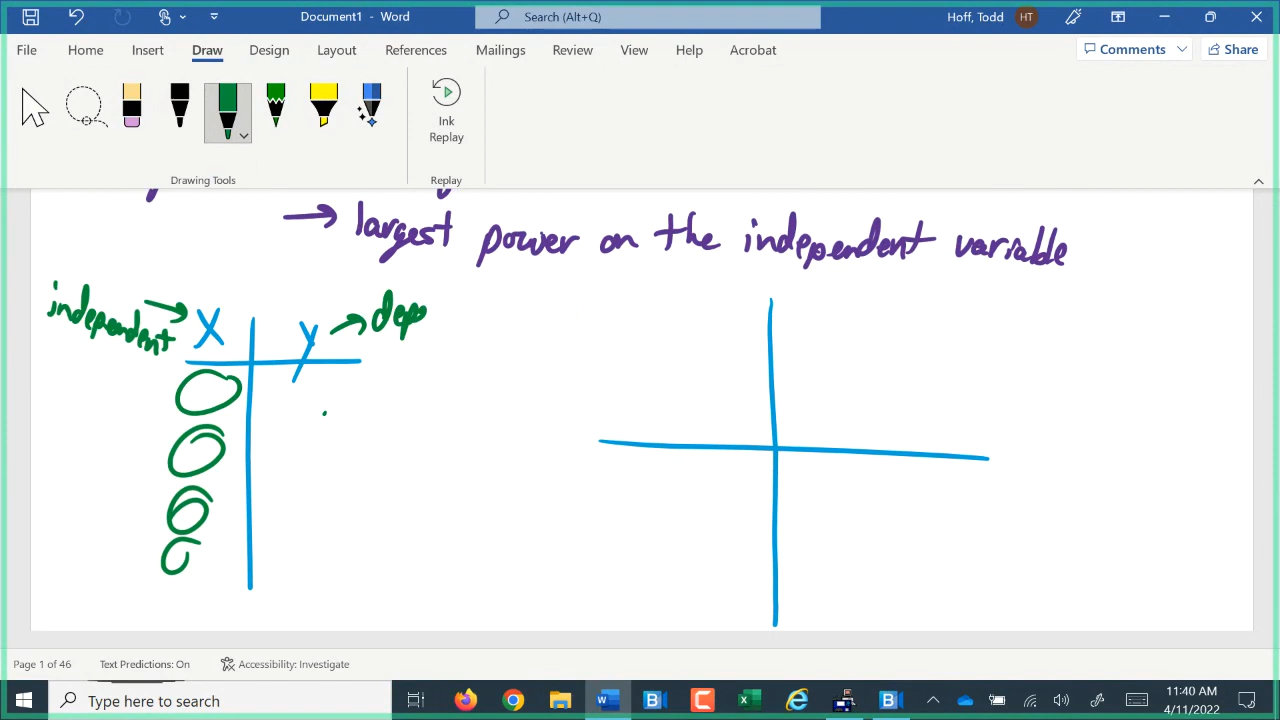 Document1 - Word
Search (Alt+Q)
Hoff, Todd
HT
File Home Insert Draw Design Layout References Mailings Review View Help Acrobat
Comments
Share
Ink
Replay
Drawing Tools
Replay
→ largest power on the independent variable
independent → x y → depe
Page 1 of 46
Text Predictions: On
Accessibility: Investigate
Type here to search
11:40 AM
4/11/2022